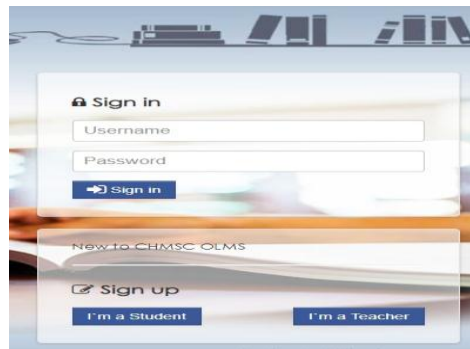 Sign in
Username
Password
Sign in
New to CHMSC OLMS
Sign up
I'm a Student
I'm a Teacher